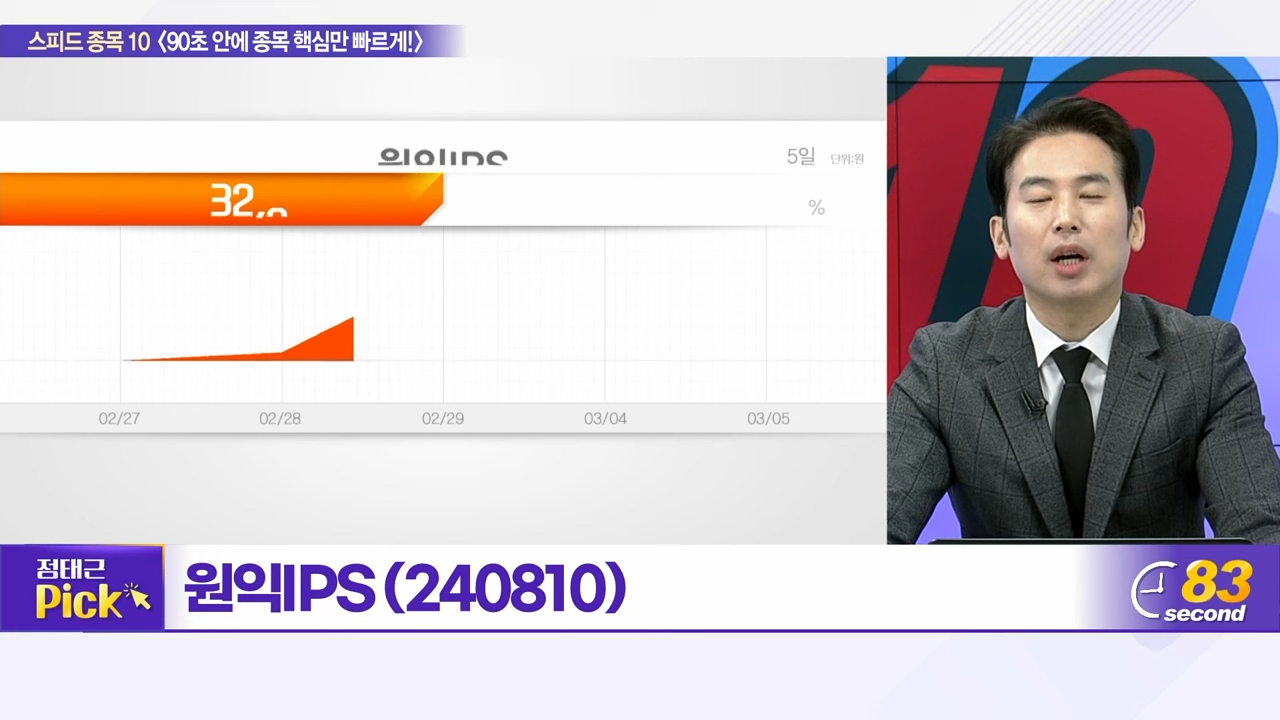 스피드 종목 10 〈90초 안에 종목 핵심만 빠르게!〉
5일 단위:원
%
02/27 02/28 02/29 03/04 03/05
정태근
Pick
원익IPS (240810)
83
second